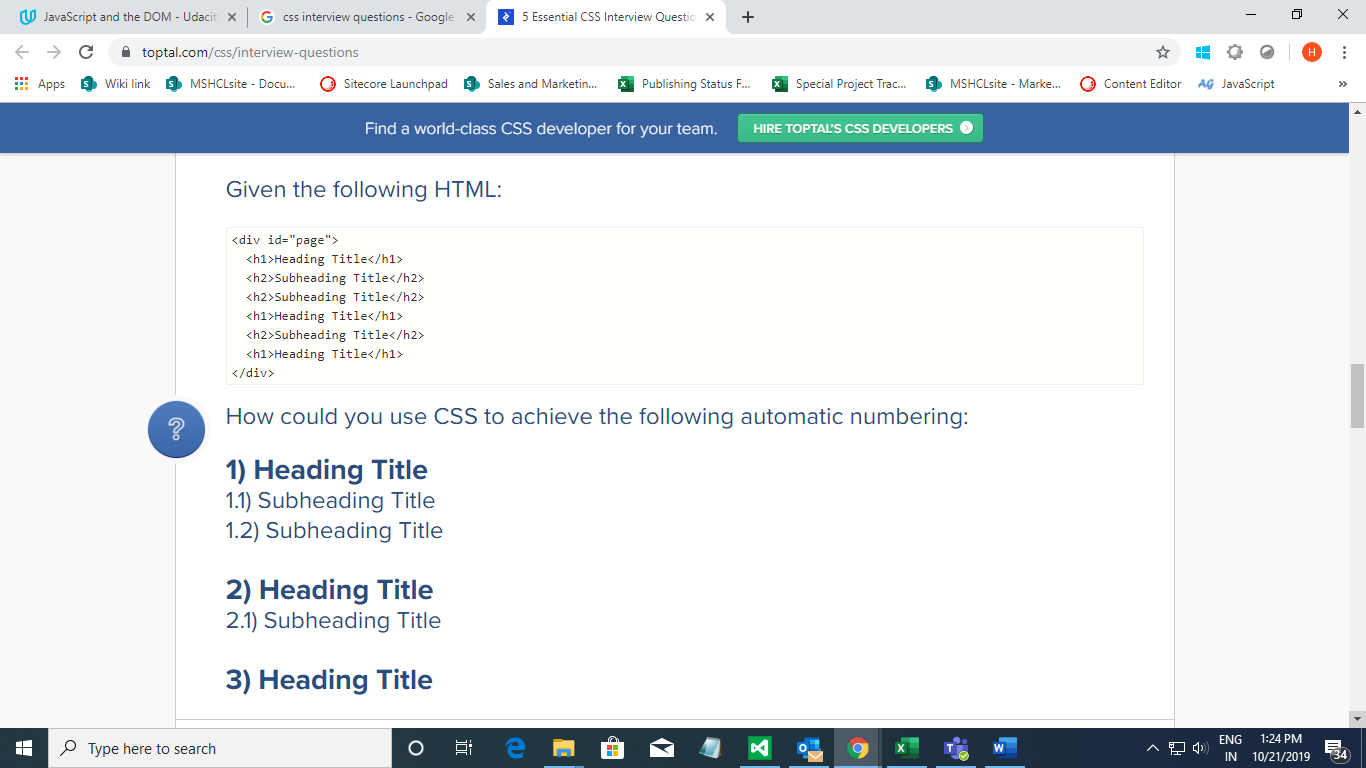 JavaScript and the DOM - Udacit
css interview questions - Google
5 Essential CSS Interview Questio
toptal.com/css/interview-questions
H
Apps
Wiki link
MSHCLsite - Docu...
Sitecore Launchpad
Sales and Marketin...
Publishing Status F...
Special Project Trac...
MSHCLsite - Marke...
Content Editor
AG JavaScript
»
Find a world-class CSS developer for your team.
HIRE TOPTAL'S CSS DEVELOPERS
Given the following HTML:
<div id="page">
<h1>Heading Title</h1>
<h2>Subheading Title</h2>
<h2>Subheading Title</h2>
<h1>Heading Title</h1>
<h2>Subheading Title</h2>
<h1>Heading Title</h1>
</div>
?
How could you use CSS to achieve the following automatic numbering:
1) Heading Title
1.1) Subheading Title
1.2) Subheading Title
2) Heading Title
2.1) Subheading Title
3) Heading Title
Type here to search
ENG
IN
1:24 PM
10/21/2019
34